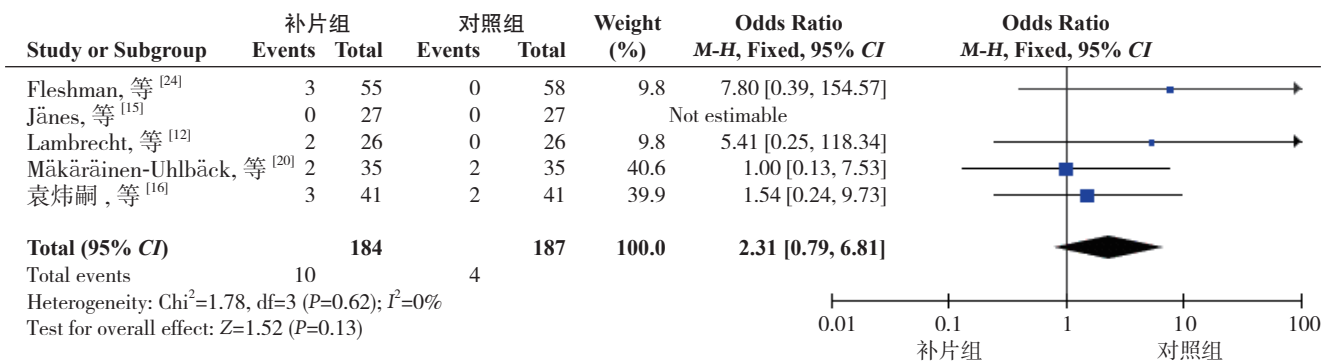 补片组 对照组 Weight Odds Ratio Odds Ratio
Study or Subgroup Events Total Events Total (%) M-H, Fixed, 95% CI M-H, Fixed, 95% CI
Fleshman, 等 [24] 3 55 0 58 9.8 7.80 [0.39, 154.57]
Jänes, 等 [15] 0 27 0 27 Not estimable
Lambrecht, 等 [12] 2 26 0 26 9.8 5.41 [0.25, 118.34]
Mäkäräinen-Uhlbäck, 等 [20] 2 35 2 35 40.6 1.00 [0.13, 7.53]
袁炜嗣 , 等 [16] 3 41 2 41 39.9 1.54 [0.24, 9.73]
Total (95% CI) 184 187 100.0 2.31 [0.79, 6.81]
Total events 10 4
Heterogeneity: Chi²=1.78, df=3 (P=0.62); I²=0%
Test for overall effect: Z=1.52 (P=0.13)
0.01 0.1 1 10 100
补片组 对照组